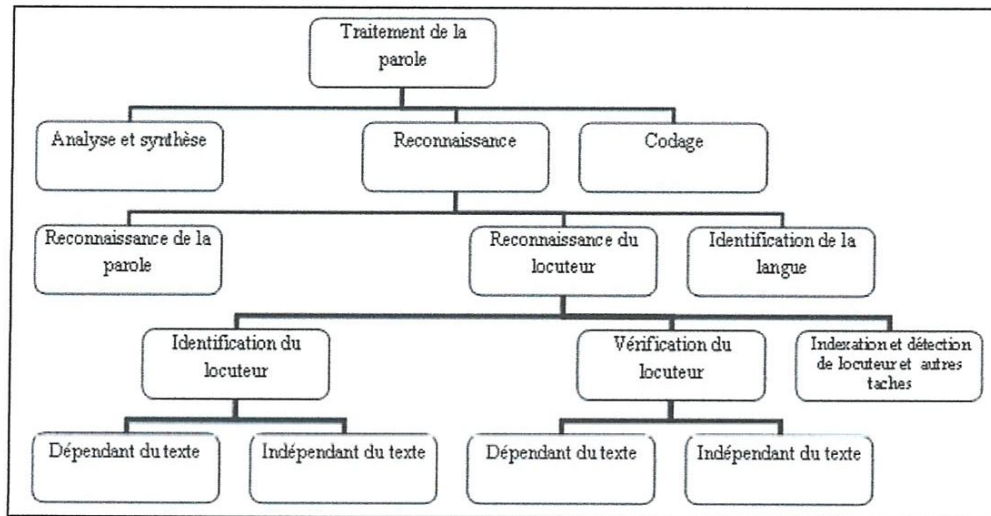 Traitement de la
parole
Analyse et synthèse
Reconnaissance
Codage
Reconnaissance de la
parole
Reconnaissance du
locuteur
Identification de la
langue
Identification du
locuteur
Vérification du
locuteur
Indexation et détection
de locuteur et autres
taches
Dépendant du texte
Indépendant du texte
Dépendant du texte
Indépendant du texte